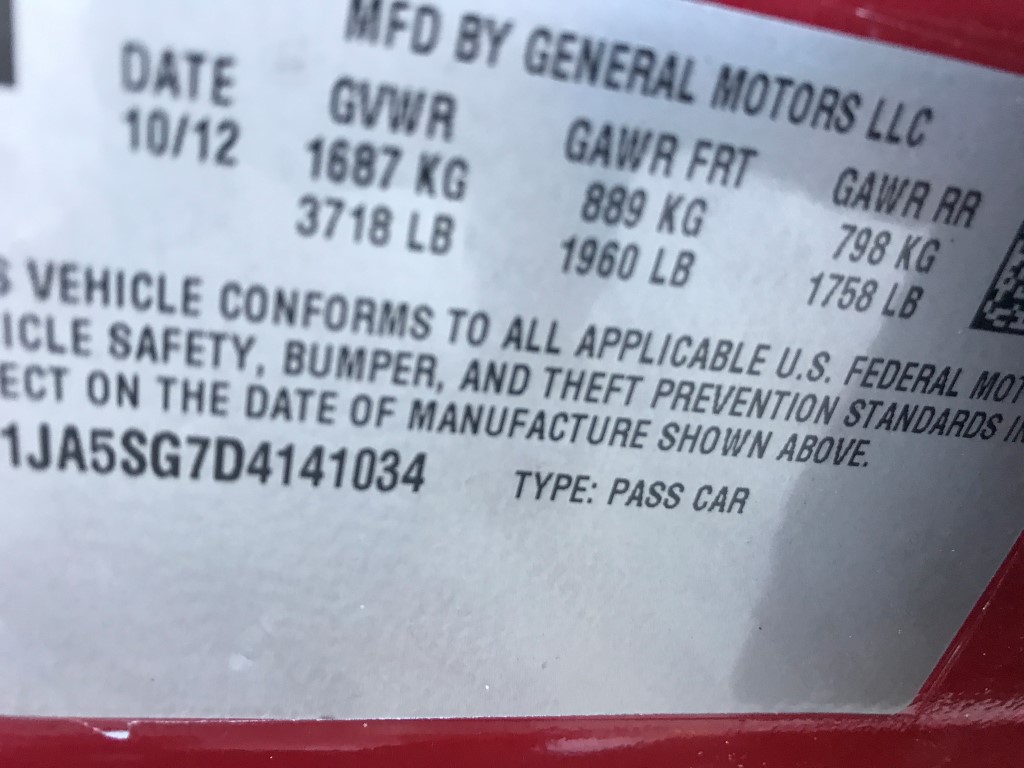 MFD BY GENERAL MOTORS LLC
DATE GVWR GAWR FRT GAWR RR
10/12 1687 KG 889 KG 798 KG
3718 LB 1960 LB 1758 LB
S VEHICLE CONFORMS TO ALL APPLICABLE U.S. FEDERAL MOT
ICLE SAFETY, BUMPER, AND THEFT PREVENTION STANDARDS IN
ECT ON THE DATE OF MANUFACTURE SHOWN ABOVE.
1JA5SG7D4141034 TYPE: PASS CAR